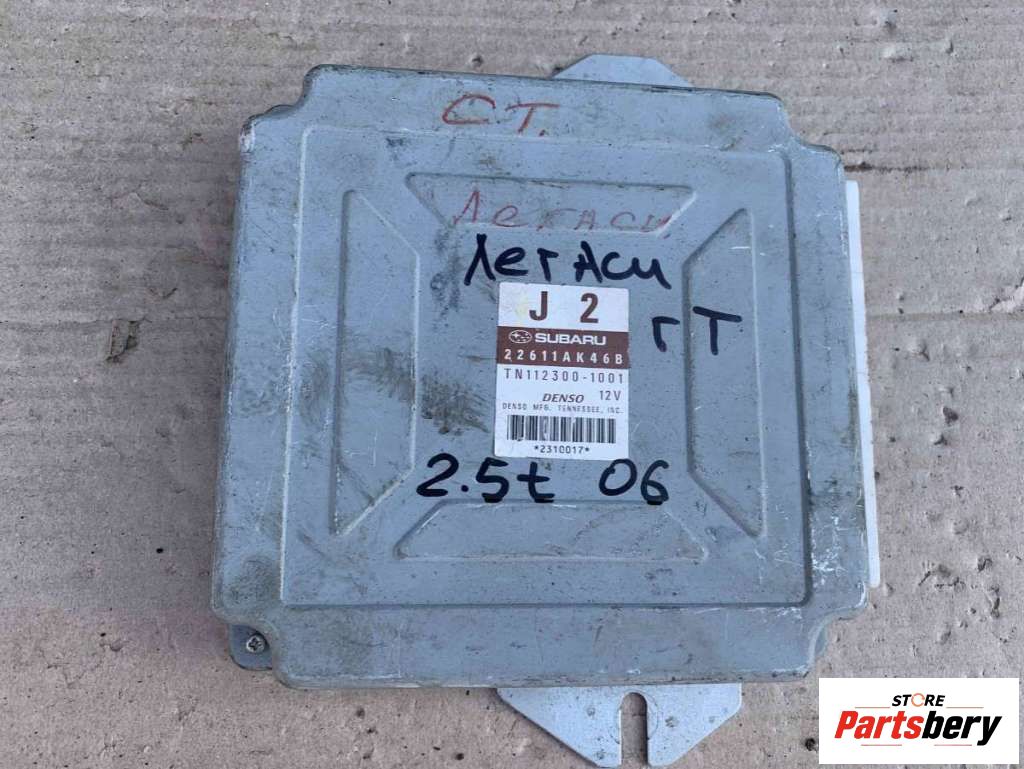 СТ.
Легаси
Легаси
J 2
SUBARU
22611AK46B
гТ
TN112300-1001
DENSO 12V
DENSO MFG. TENNESSEE, INC.
*2310017*
2.5t 06
STORE
Partsbery